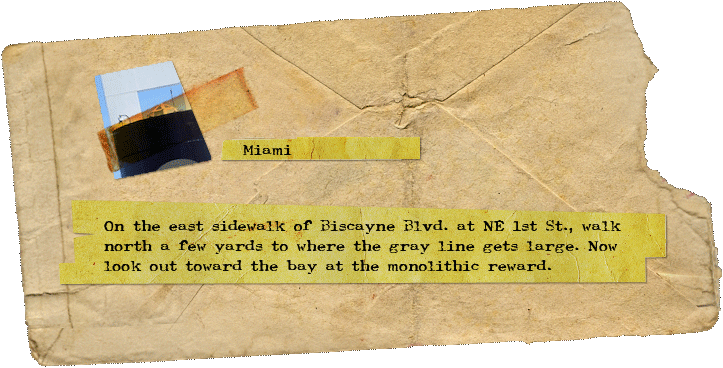 Miami
On the east sidewalk of Biscayne Blvd. at NE 1st St., walk
north a few yards to where the gray line gets large. Now
look out toward the bay at the monolithic reward.